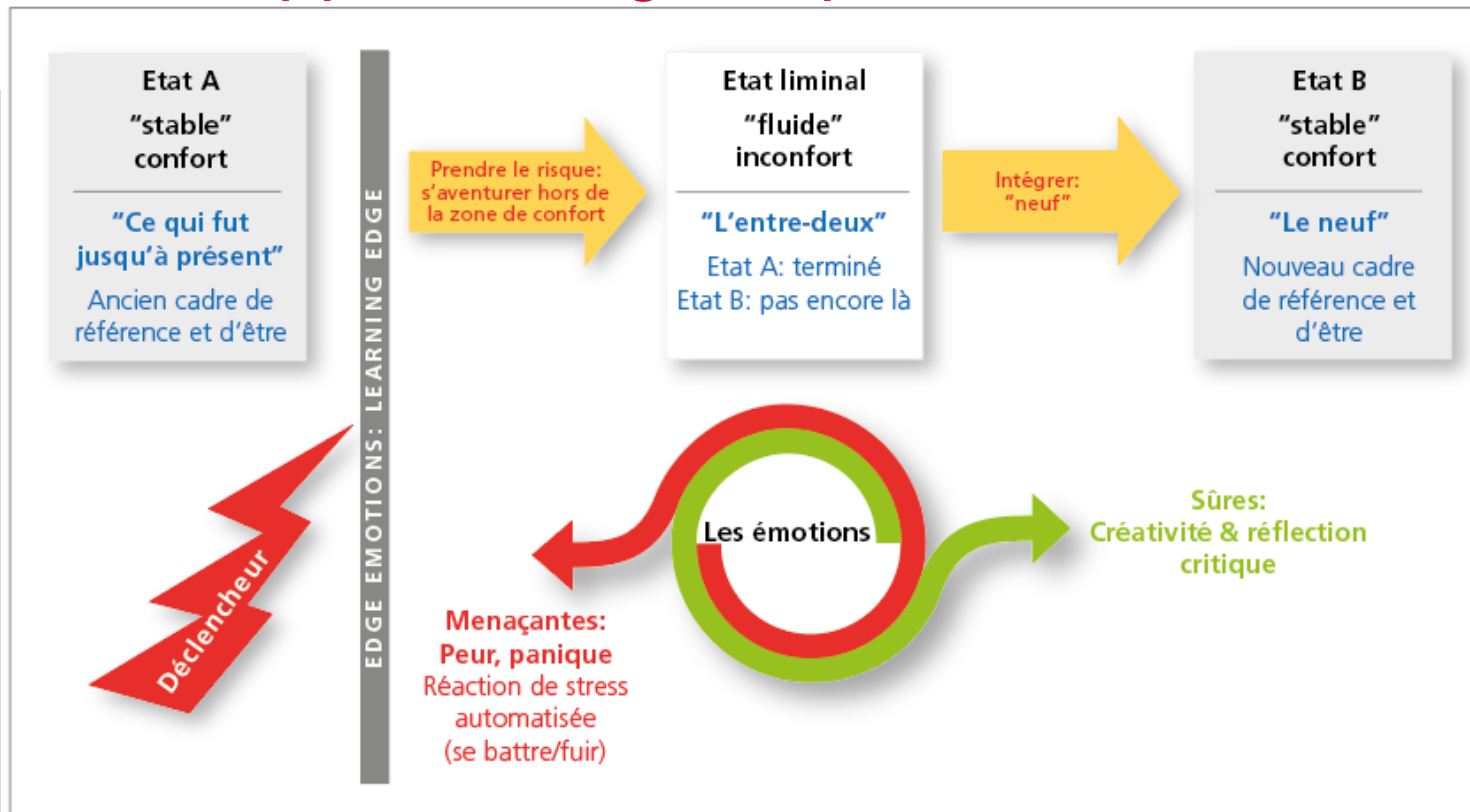 Etat A
"stable"
confort
"Ce qui fut
jusqu'à présent"
Ancien cadre de
référence et d'être
EDGE EMOTIONS: LEARNING EDGE
Prendre le risque:
s'aventurer hors de
la zone de confort
Etat liminal
"fluide"
inconfort
"L'entre-deux"
Etat A: terminé
Etat B: pas encore là
Intégrer:
"neuf"
Etat B
"stable"
confort
"Le neuf"
Nouveau cadre
de référence et
d'être
Déclencheur
Menaçantes:
Peur, panique
Réaction de stress
automatisée
(se battre/fuir)
Les émotions
Sûres:
Créativité & réflection
critique